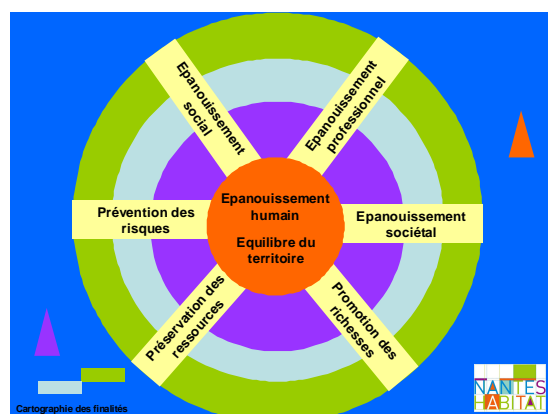 Epanouissement
social
Epanouissement
professionnel
Prévention des
risques
Epanouissement
humain
Equilibre du
territoire
Epanouissement
sociétal
Préservation des
ressources
Promotion des
richesses
Cartographie des finalités
NANTES
HABITAT